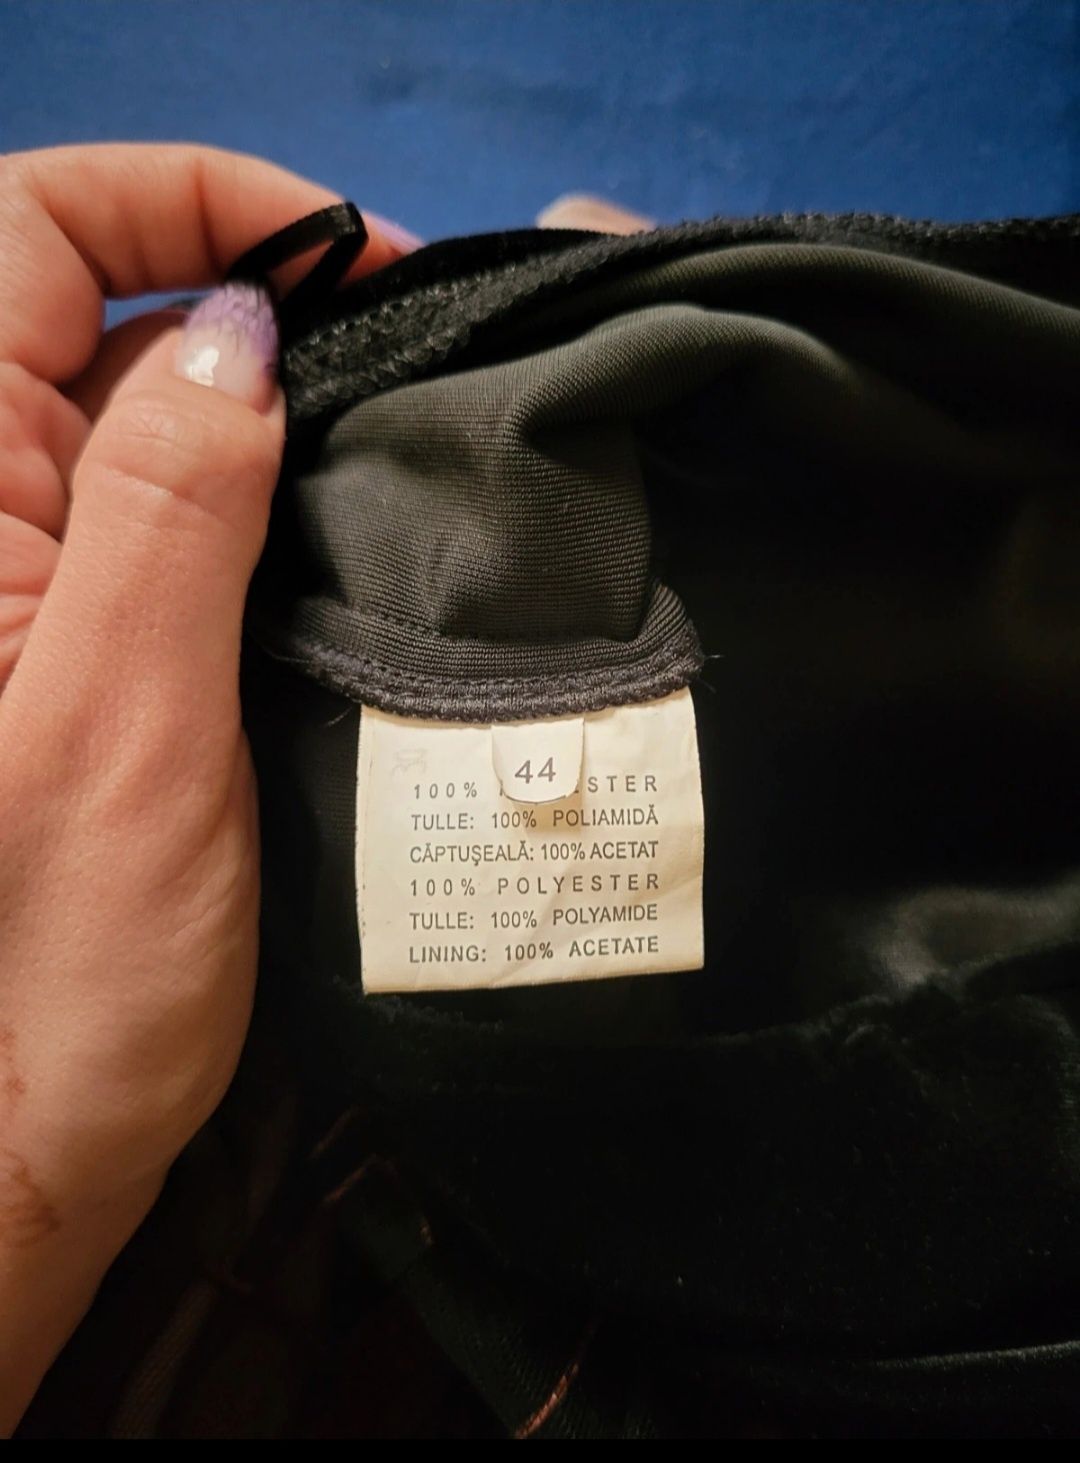 44
100% STER
TULLE: 100% POLIAMIDĂ
CĂPTUŞEALĂ: 100% ACETAT
100% POLYESTER
TULLE: 100% POLYAMIDE
LINING: 100% ACETATE